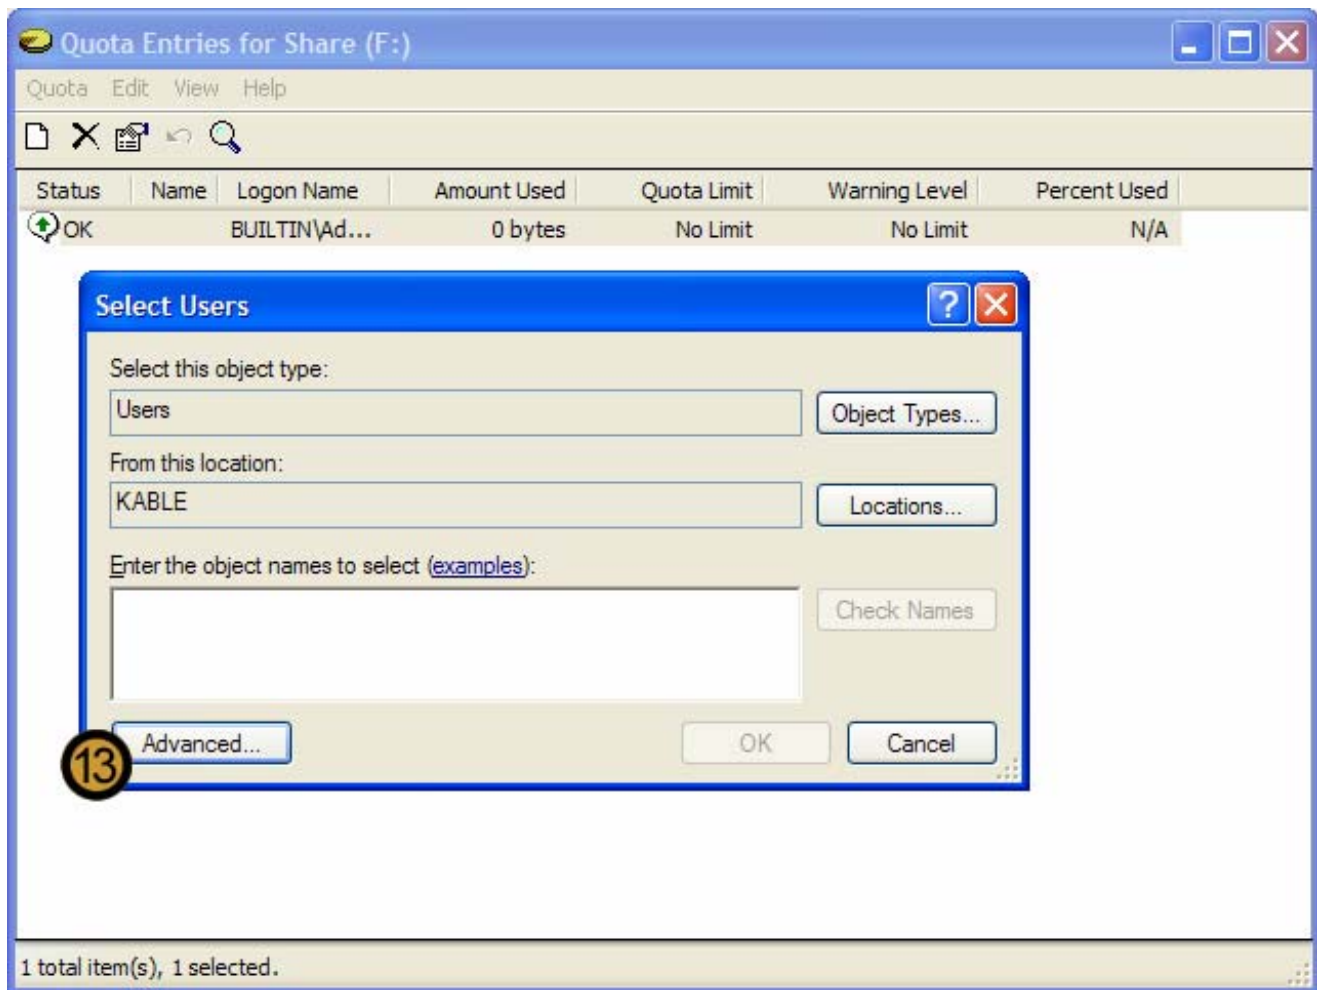 Quota Entries for Share (F:)
Quota Edit View Help
Status Name Logon Name Amount Used Quota Limit Warning Level Percent Used
OK BUILTIN\Ad... 0 bytes No Limit No Limit N/A
Select Users
Select this object type:
Users Object Types...
From this location:
KABLE Locations...
Enter the object names to select (examples):
Check Names
13 Advanced... OK Cancel
1 total item(s), 1 selected.